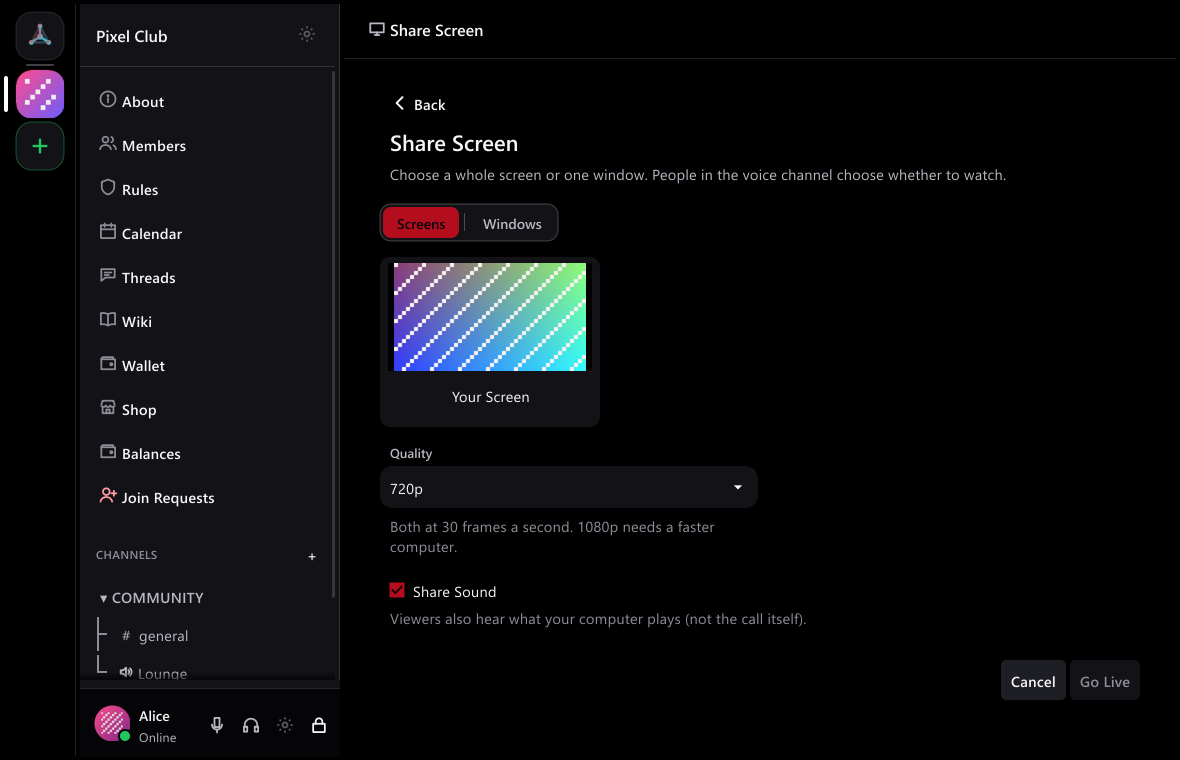 Pixel Club
About
Members
Rules
Calendar
Threads
Wiki
Wallet
Shop
Balances
Join Requests
CHANNELS +
▾ COMMUNITY
# general
Lounge
Alice
Online
Share Screen
Back
Share Screen
Choose a whole screen or one window. People in the voice channel choose whether to watch.
Screens Windows
Your Screen
Quality
720p
Both at 30 frames a second. 1080p needs a faster
computer.
Share Sound
Viewers also hear what your computer plays (not the call itself).
Cancel Go Live